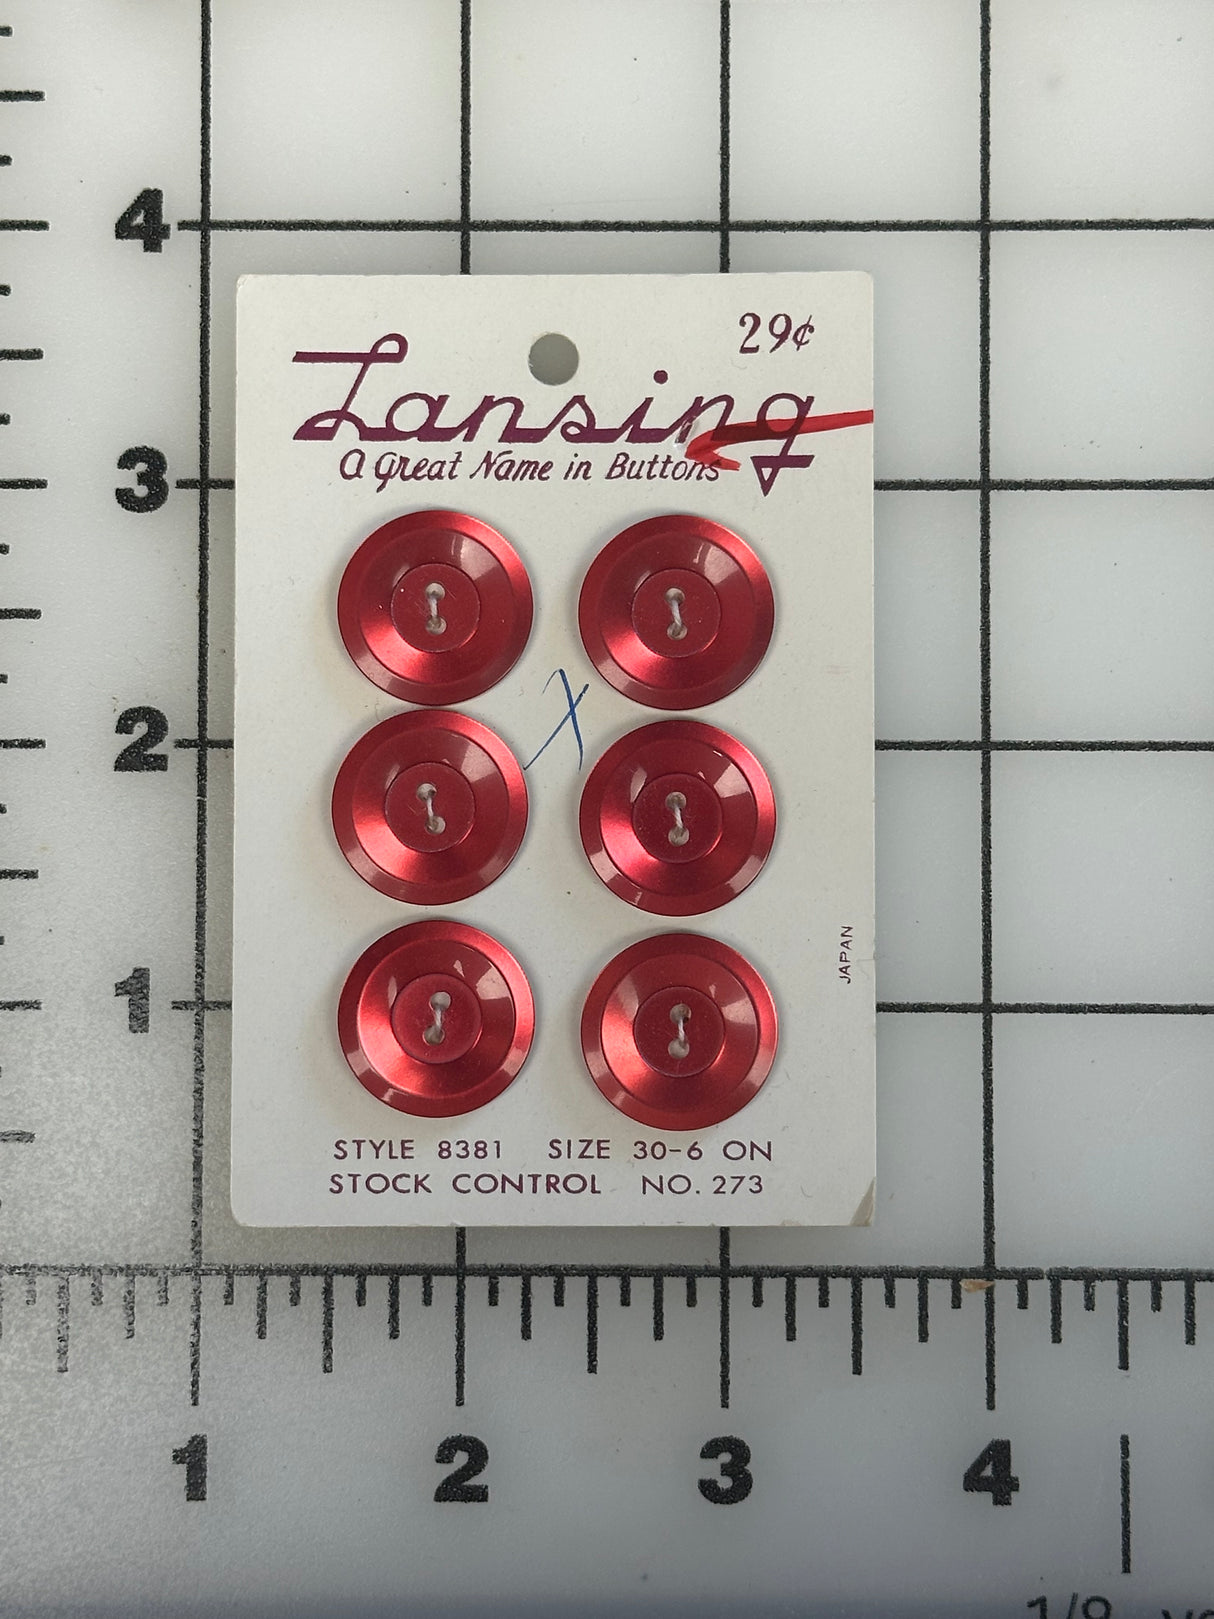 4
29¢
Lansing
A Great Name in Buttons
3
2
1
JAPAN
STYLE 8381 SIZE 30-6 ON
STOCK CONTROL NO. 273
1 2 3 4